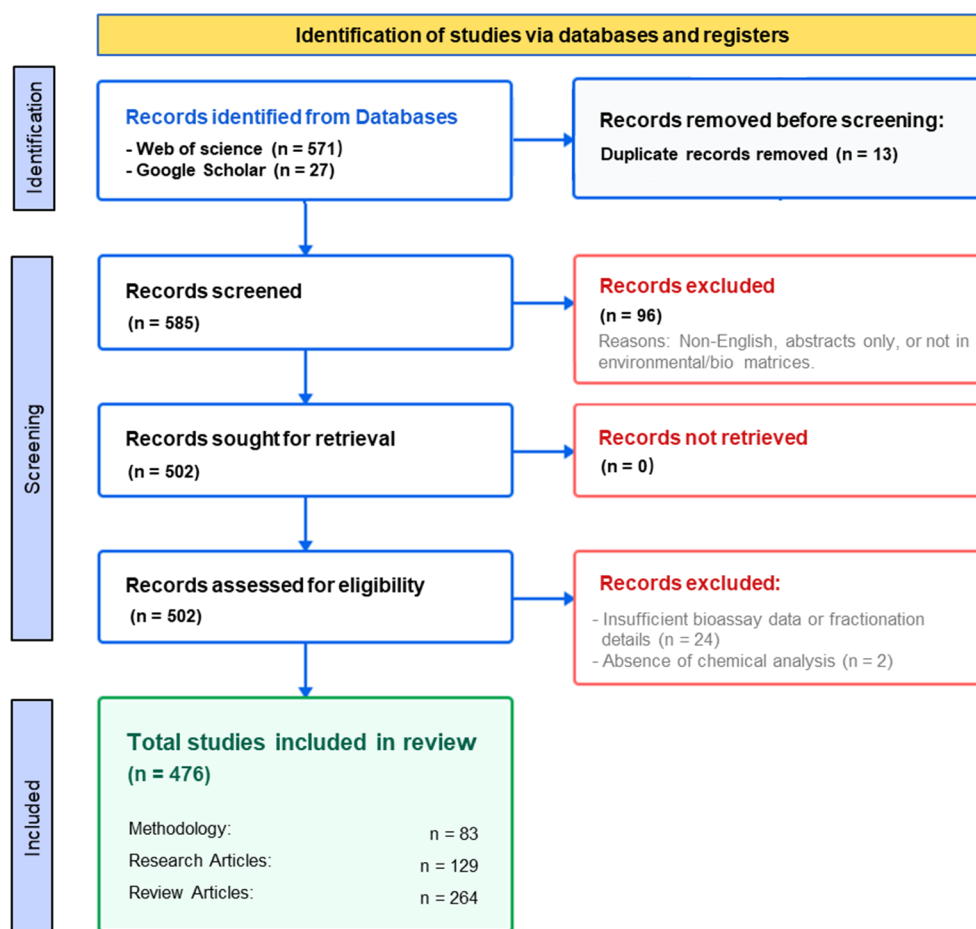 Identification of studies via databases and registers
Identification
Records identified from Databases
- Web of science (n = 571)
- Google Scholar (n = 27)
Records removed before screening:
Duplicate records removed (n = 13)
Screening
Records screened
(n = 585)
Records excluded
(n = 96)
Reasons: Non-English, abstracts only, or not in
environmental/bio matrices.
Records sought for retrieval
(n = 502)
Records not retrieved
(n = 0)
Records assessed for eligibility
(n = 502)
Records excluded:
- Insufficient bioassay data or fractionation
details (n = 24)
- Absence of chemical analysis (n = 2)
Included
Total studies included in review
(n = 476)
Methodology: n = 83
Research Articles: n = 129
Review Articles: n = 264